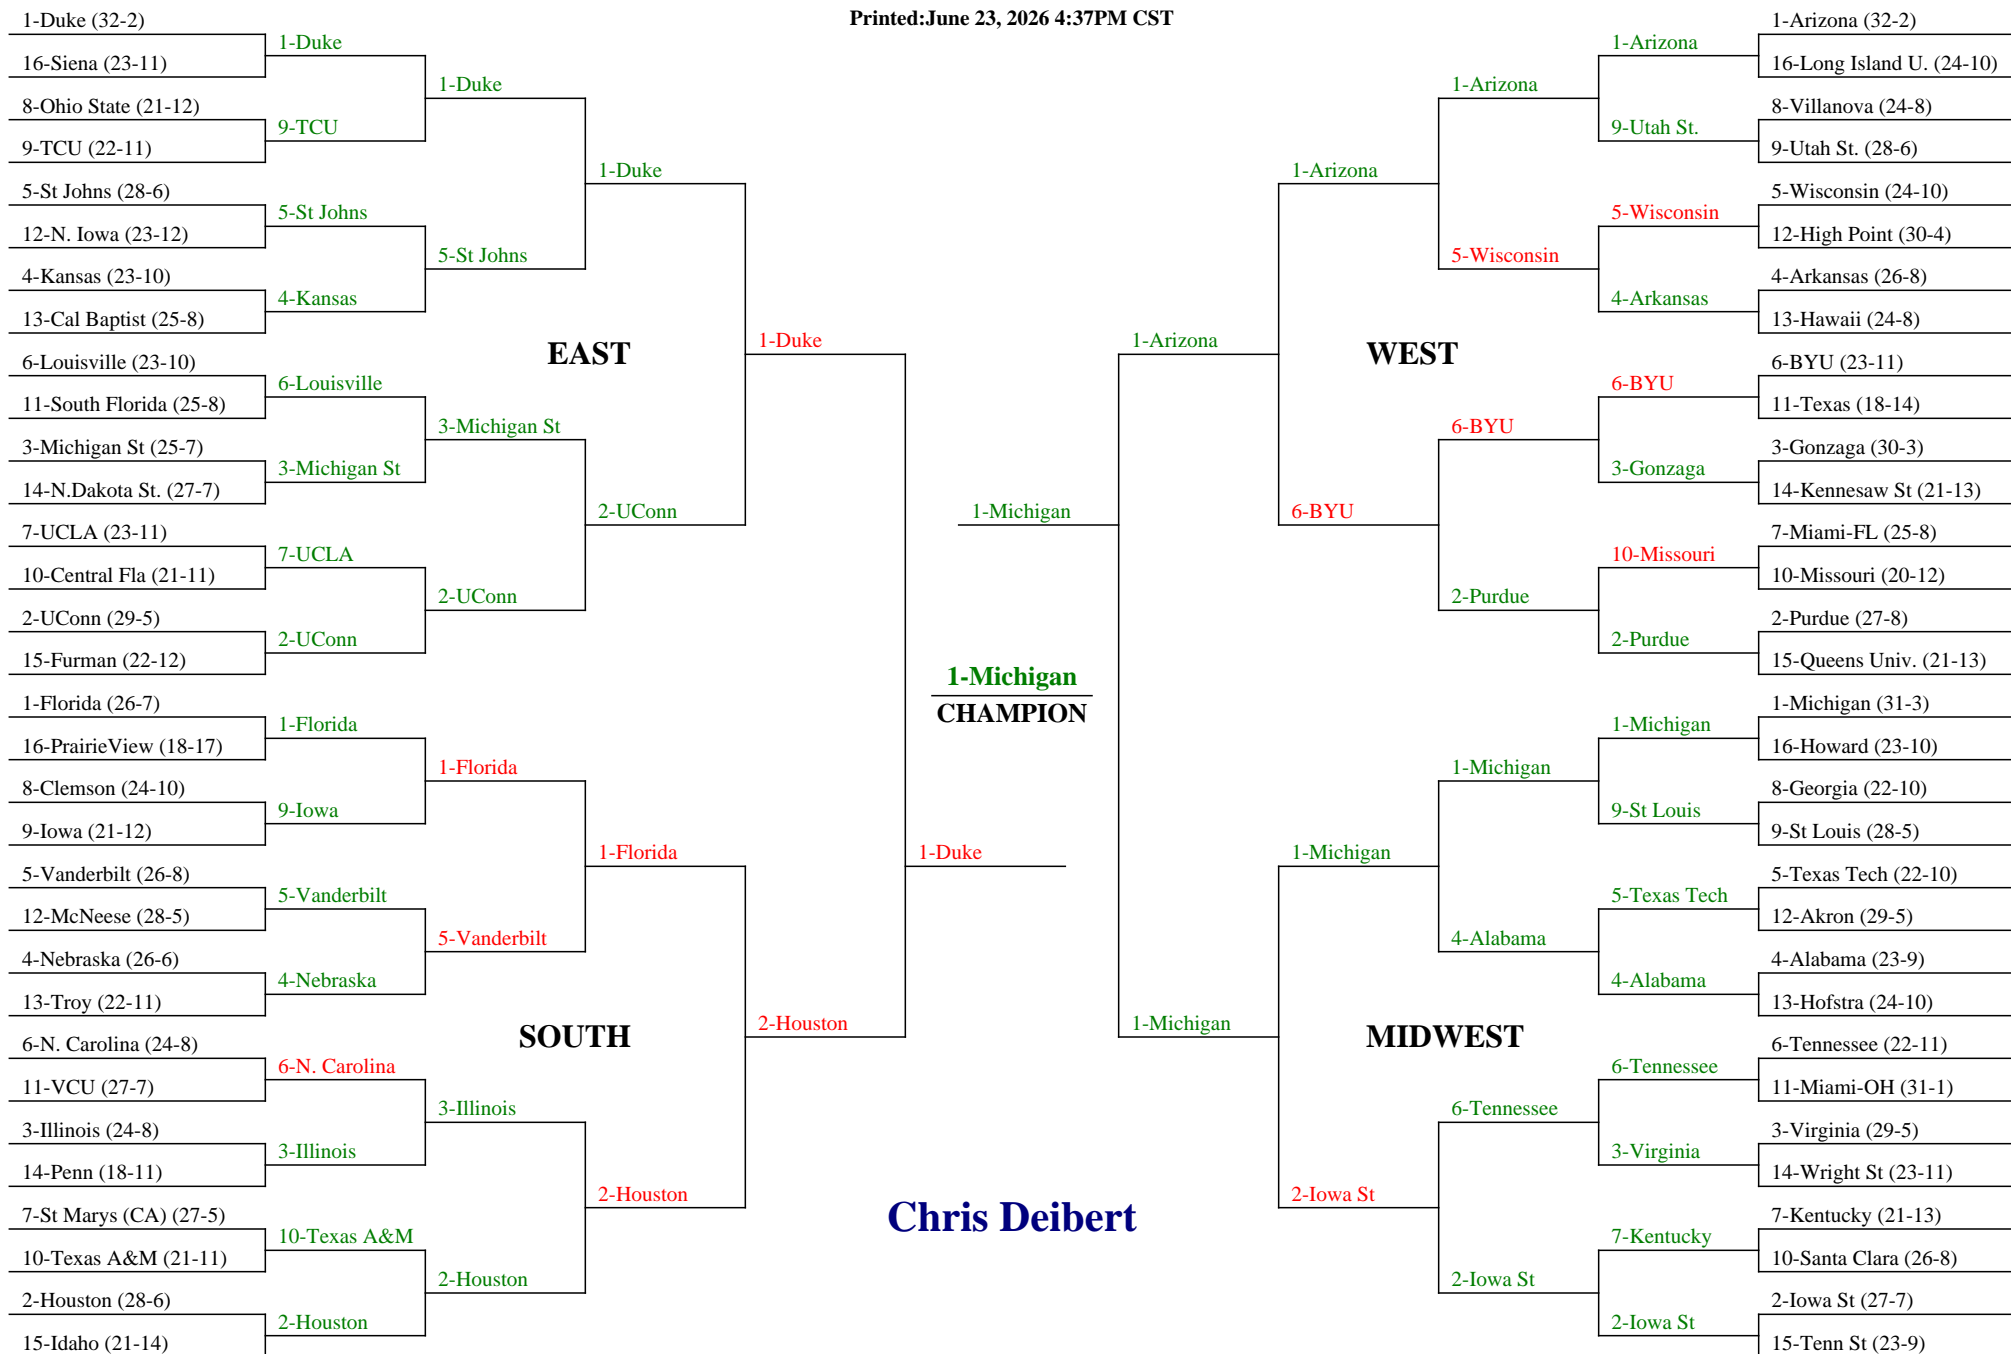 Printed:June 23, 2026 4:37PM CST
1-Duke (32-2)
16-Siena (23-11)
8-Ohio State (21-12)
9-TCU (22-11)
5-St Johns (28-6)
12-N. Iowa (23-12)
4-Kansas (23-10)
13-Cal Baptist (25-8)
6-Louisville (23-10)
11-South Florida (25-8)
3-Michigan St (25-7)
14-N.Dakota St. (27-7)
7-UCLA (23-11)
10-Central Fla (21-11)
2-UConn (29-5)
15-Furman (22-12)
1-Florida (26-7)
16-PrairieView (18-17)
8-Clemson (24-10)
9-Iowa (21-12)
5-Vanderbilt (26-8)
12-McNeese (28-5)
4-Nebraska (26-6)
13-Troy (22-11)
6-N. Carolina (24-8)
11-VCU (27-7)
3-Illinois (24-8)
14-Penn (18-11)
7-St Marys (CA) (27-5)
10-Texas A&M (21-11)
2-Houston (28-6)
15-Idaho (21-14)
1-Duke
9-TCU
5-St Johns
4-Kansas
6-Louisville
3-Michigan St
7-UCLA
2-UConn
1-Florida
9-Iowa
5-Vanderbilt
4-Nebraska
6-N. Carolina
3-Illinois
10-Texas A&M
2-Houston
1-Duke
5-St Johns
3-Michigan St
2-UConn
1-Florida
5-Vanderbilt
3-Illinois
2-Houston
1-Duke
2-UConn
1-Florida
2-Houston
EAST
SOUTH
1-Duke
2-Houston
1-Duke
1-Michigan
1-Michigan
CHAMPION
Chris Deibert
1-Arizona
1-Michigan
WEST
MIDWEST
1-Arizona
6-BYU
1-Michigan
2-Iowa St
1-Arizona
5-Wisconsin
6-BYU
2-Purdue
1-Michigan
4-Alabama
6-Tennessee
2-Iowa St
1-Arizona
9-Utah St.
5-Wisconsin
4-Arkansas
6-BYU
3-Gonzaga
10-Missouri
2-Purdue
1-Michigan
9-St Louis
5-Texas Tech
4-Alabama
6-Tennessee
3-Virginia
7-Kentucky
2-Iowa St
1-Arizona (32-2)
16-Long Island U. (24-10)
8-Villanova (24-8)
9-Utah St. (28-6)
5-Wisconsin (24-10)
12-High Point (30-4)
4-Arkansas (26-8)
13-Hawaii (24-8)
6-BYU (23-11)
11-Texas (18-14)
3-Gonzaga (30-3)
14-Kennesaw St (21-13)
7-Miami-FL (25-8)
10-Missouri (20-12)
2-Purdue (27-8)
15-Queens Univ. (21-13)
1-Michigan (31-3)
16-Howard (23-10)
8-Georgia (22-10)
9-St Louis (28-5)
5-Texas Tech (22-10)
12-Akron (29-5)
4-Alabama (23-9)
13-Hofstra (24-10)
6-Tennessee (22-11)
11-Miami-OH (31-1)
3-Virginia (29-5)
14-Wright St (23-11)
7-Kentucky (21-13)
10-Santa Clara (26-8)
2-Iowa St (27-7)
15-Tenn St (23-9)